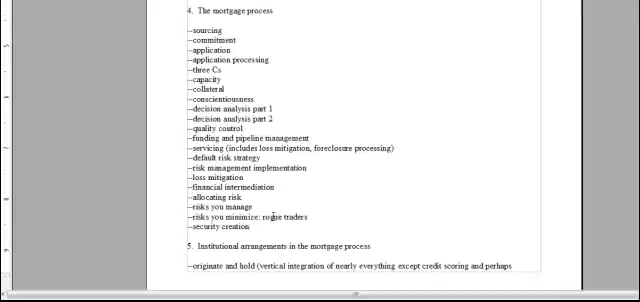 4. The mortgage process
--sourcing
--commitment
--application
--application processing
--three Cs
--capacity
--collateral
--conscientiousness
--decision analysis part 1
--decision analysis part 2
--quality control
--funding and pipeline management
--servicing (includes loss mitigation, foreclosure processing)
--default risk strategy
--risk management implementation
--loss mitigation
--financial intermediation
--allocating risk
--risks you manage
--risks you minimize: rogue traders
--security creation
5. Institutional arrangements in the mortgage process
--originate and hold (vertical integration of nearly everything except credit scoring and perhaps